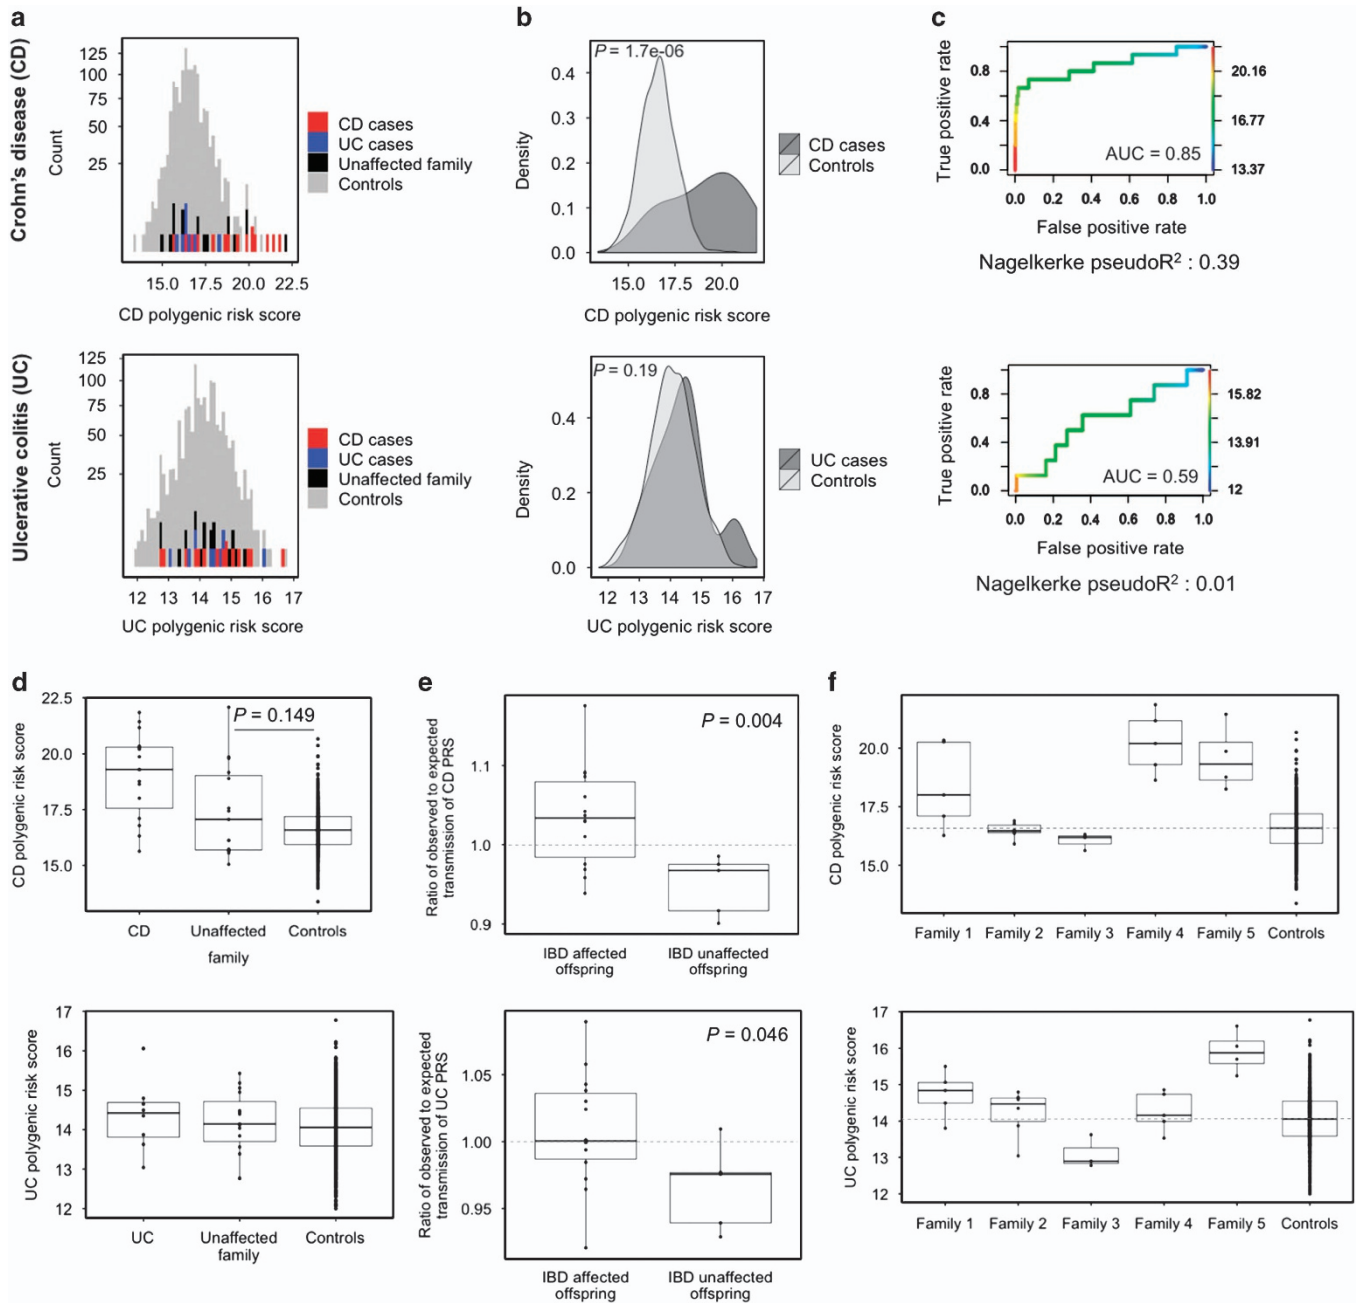 a
Crohn's disease (CD)
Count
125
100
75
50
25
15.0 17.5 20.0 22.5
CD polygenic risk score
CD cases
UC cases
Unaffected family
Controls
b
P = 1.7e-06
Density
0.4
0.3
0.2
0.1
0.0
15.0 17.5 20.0
CD polygenic risk score
CD cases
Controls
c
True positive rate
0.8
0.4
0.0
AUC = 0.85
20.16
16.77
13.37
0.0 0.2 0.4 0.6 0.8 1.0
False positive rate
Nagelkerke pseudoR² : 0.39
Ulcerative colitis (UC)
Count
125
100
75
50
25
12 13 14 15 16 17
UC polygenic risk score
CD cases
UC cases
Unaffected family
Controls
P = 0.19
Density
0.4
0.2
0.0
12 13 14 15 16 17
UC polygenic risk score
UC cases
Controls
True positive rate
0.8
0.4
0.0
AUC = 0.59
15.82
13.91
12
0.0 0.2 0.4 0.6 0.8 1.0
False positive rate
Nagelkerke pseudoR² : 0.01
d
CD polygenic risk score
22.5
20.0
17.5
15.0
P = 0.149
CD Unaffected Controls
family
e
Ratio of observed to expected
transmission of CD PRS
1.1
1.0
0.9
P = 0.004
IBD affected IBD unaffected
offspring offspring
f
CD polygenic risk score
20.0
17.5
15.0
Family 1 Family 2 Family 3 Family 4 Family 5 Controls
UC polygenic risk score
17
16
15
14
13
12
UC Unaffected Controls
family
Ratio of observed to expected
transmission of UC PRS
1.05
1.00
0.95
P = 0.046
IBD affected IBD unaffected
offspring offspring
UC polygenic risk score
17
16
15
14
13
12
Family 1 Family 2 Family 3 Family 4 Family 5 Controls